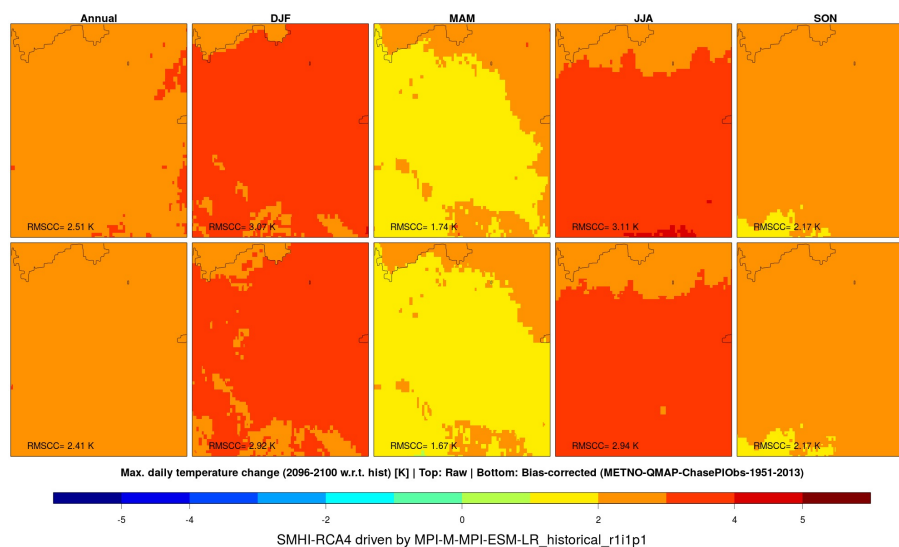 Annual DJF MAM JJA SON
RMSCC= 2.51 K RMSCC= 3.07 K RMSCC= 1.74 K RMSCC= 3.11 K RMSCC= 2.17 K
RMSCC= 2.41 K RMSCC= 2.92 K RMSCC= 1.67 K RMSCC= 2.94 K RMSCC= 2.17 K
Max. daily temperature change (2096-2100 w.r.t. hist) [K] | Top: Raw | Bottom: Bias-corrected (METNO-QMAP-ChasePlObs-1951-2013)
-5 -4 -2 0 2 4 5
SMHI-RCA4 driven by MPI-M-MPI-ESM-LR_historical_r1i1p1